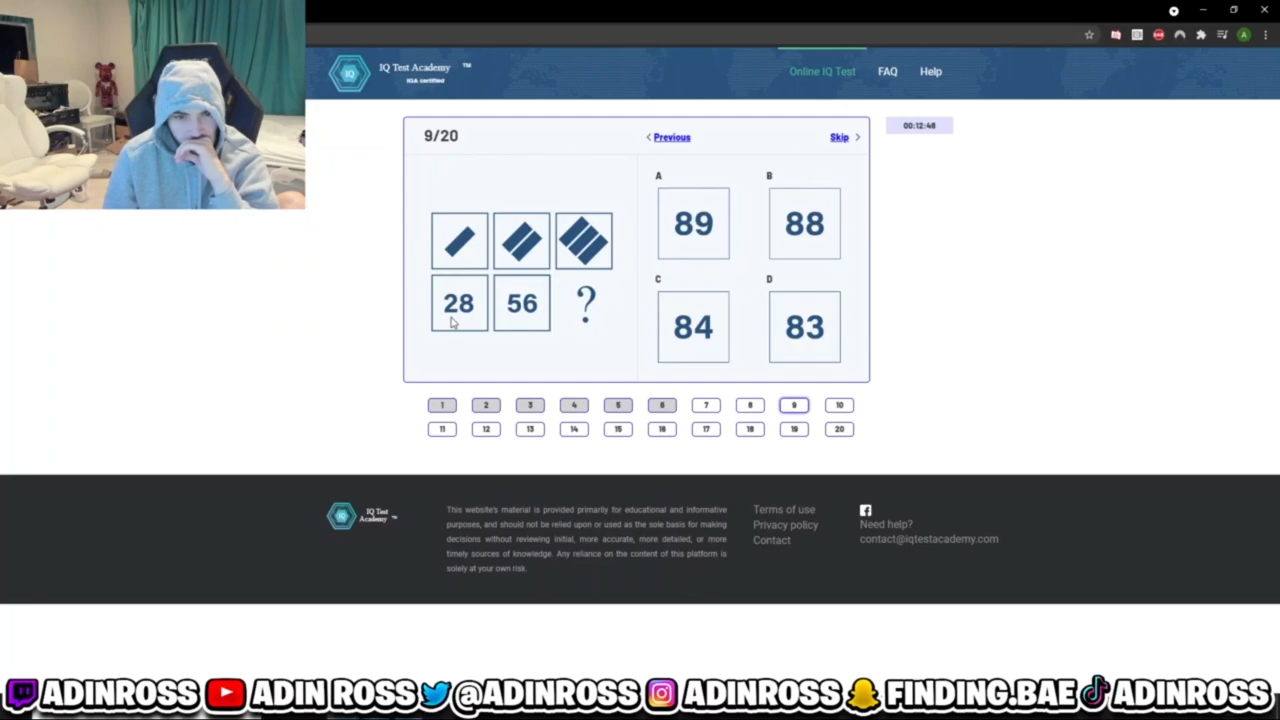 IQ
IQ Test Academy ™
IQA certified
Online IQ Test
FAQ
Help
9/20
Previous
Skip
00:12:46
28
56
?
A
89
B
88
C
84
D
83
1 2 3 4 5 6 7 8 9 10
11 12 13 14 15 16 17 18 19 20
IQ
IQ Test
Academy ™
This website's material is provided primarily for educational and informative
purposes, and should not be relied upon or used as the sole basis for making
decisions without reviewing initial, more accurate, more detailed, or more
timely sources of knowledge. Any reliance on the content of this platform is
solely at your own risk.
Terms of use
Privacy policy
Contact
Need help?
contact@iqtestacademy.com
ADINROSS
ADIN ROSS
@ADINROSS
ADINROSS
FINDING.BAE
ADINROSS